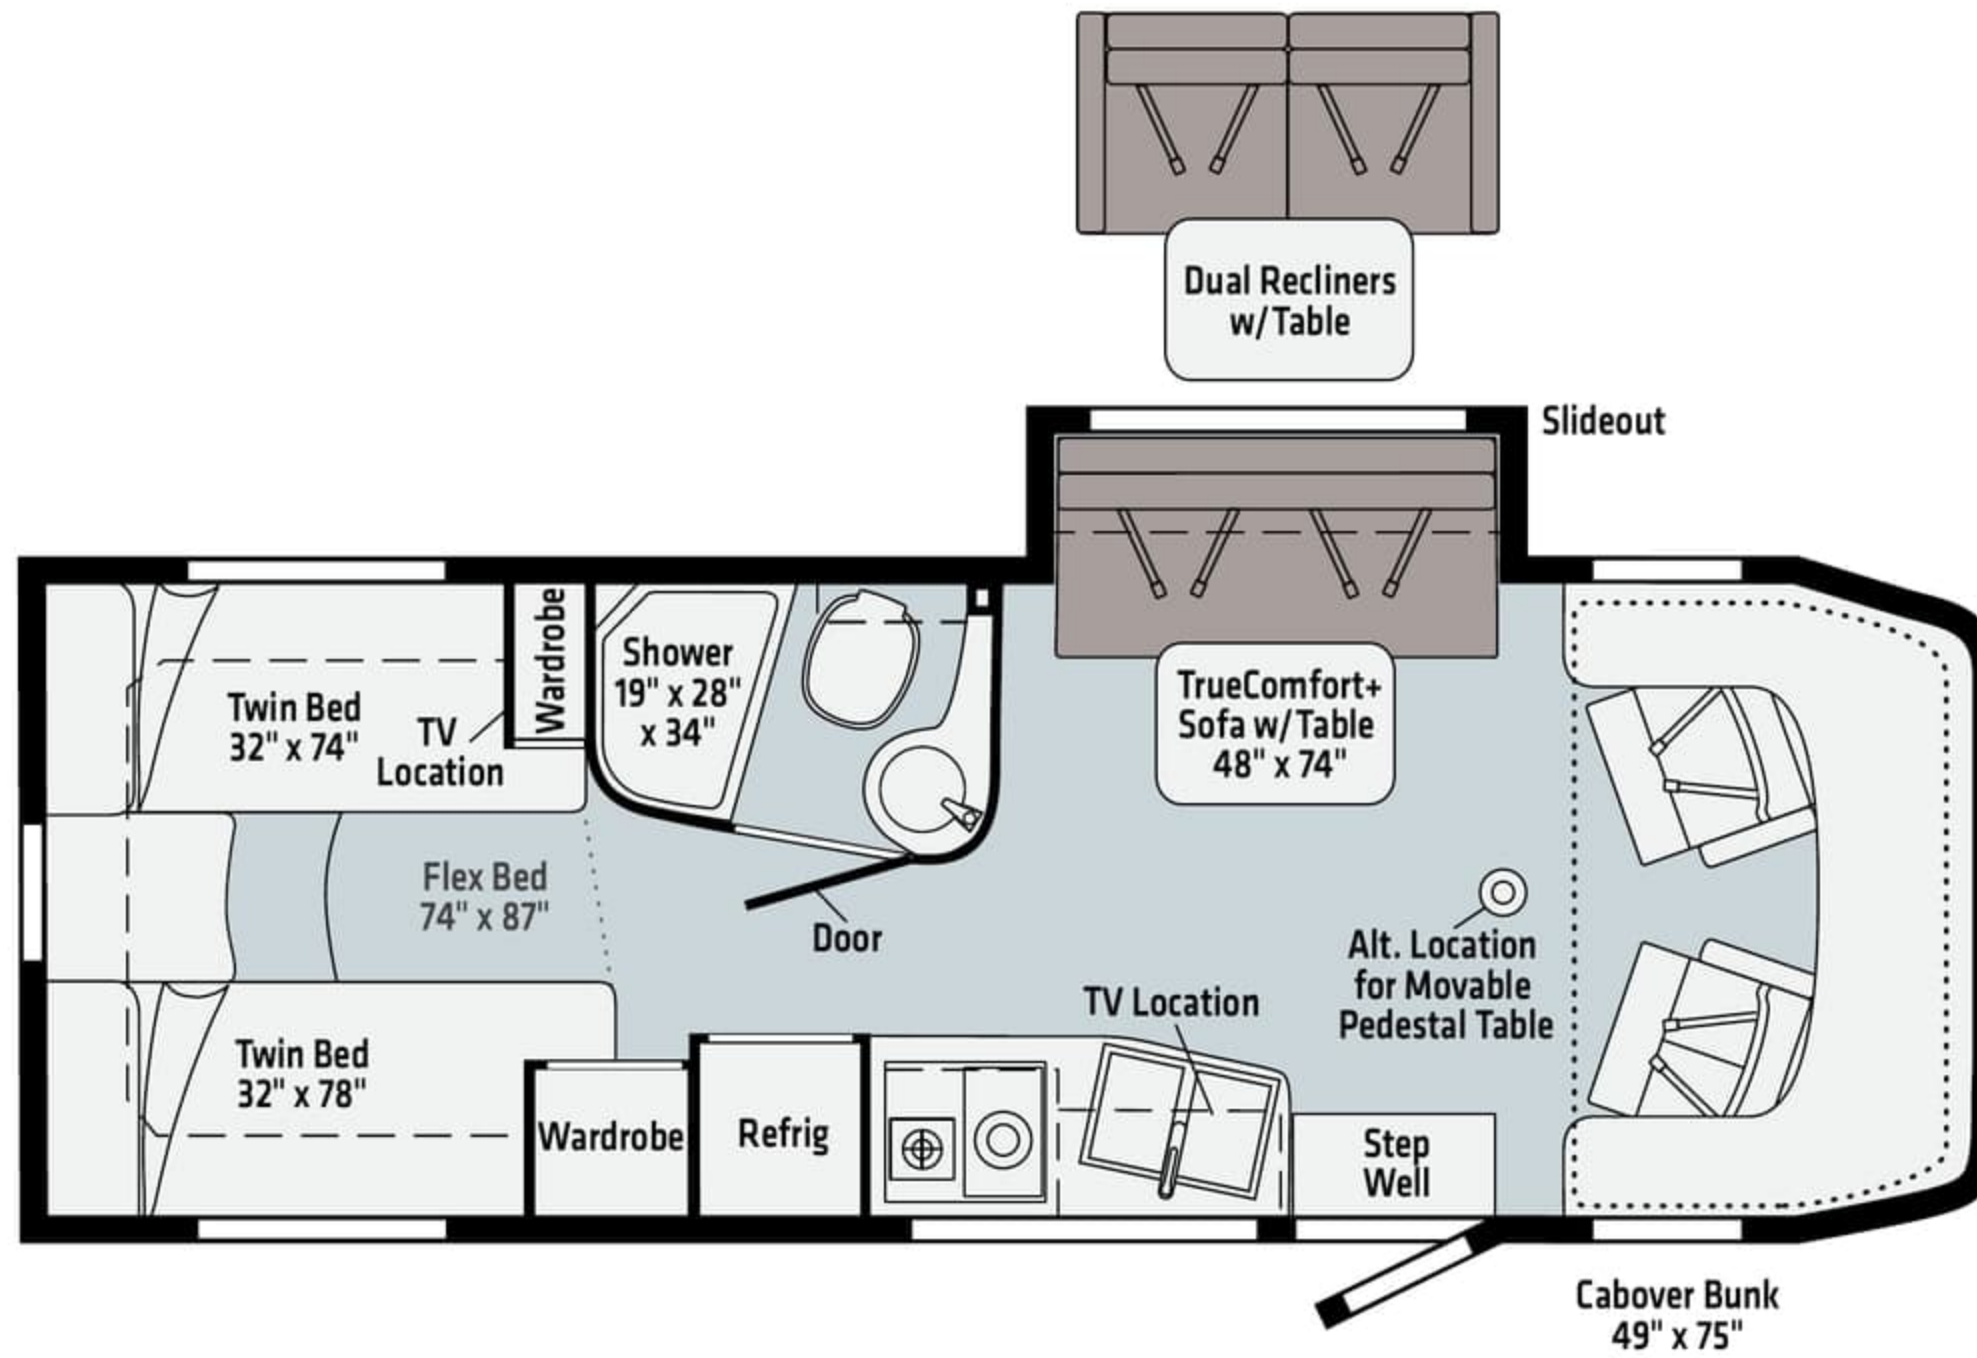 Dual Recliners
w/Table
Slideout
Twin Bed
32" x 74"
TV
Location
Wardrobe
Shower
19" x 28"
x 34"
TrueComfort+
Sofa w/Table
48" x 74"
Flex Bed
74" x 87"
Door
Alt. Location
for Movable
Pedestal Table
TV Location
Twin Bed
32" x 78"
Wardrobe
Refrig
Step
Well
Cabover Bunk
49" x 75"